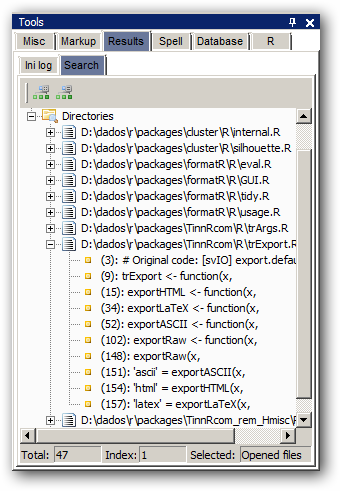 Tools
Misc Markup Results Spell Database R
Ini log Search
Directories
D:\dados\r\packages\cluster\R\internal.R
D:\dados\r\packages\cluster\R\silhouette.R
D:\dados\r\packages\formatR\R\eval.R
D:\dados\r\packages\formatR\R\GUI.R
D:\dados\r\packages\formatR\R\tidy.R
D:\dados\r\packages\formatR\R\usage.R
D:\dados\r\packages\TinnRcom\R\trArgs.R
D:\dados\r\packages\TinnRcom\R\trExport.R
(3): # Original code: [svIO] export.defau
(9): trExport <- function(x,
(15): exportHTML <- function(x,
(34): exportLaTeX <- function(x,
(52): exportASCII <- function(x,
(102): exportRaw <- function(x,
(148): exportRaw(x,
(151): 'ascii' = exportASCII(x,
(154): 'html' = exportHTML(x,
(157): 'latex' = exportLaTeX(x,
D:\dados\r\packages\TinnRcom_rem_Hmisc\R
Total: 47 Index: 1 Selected: Opened files